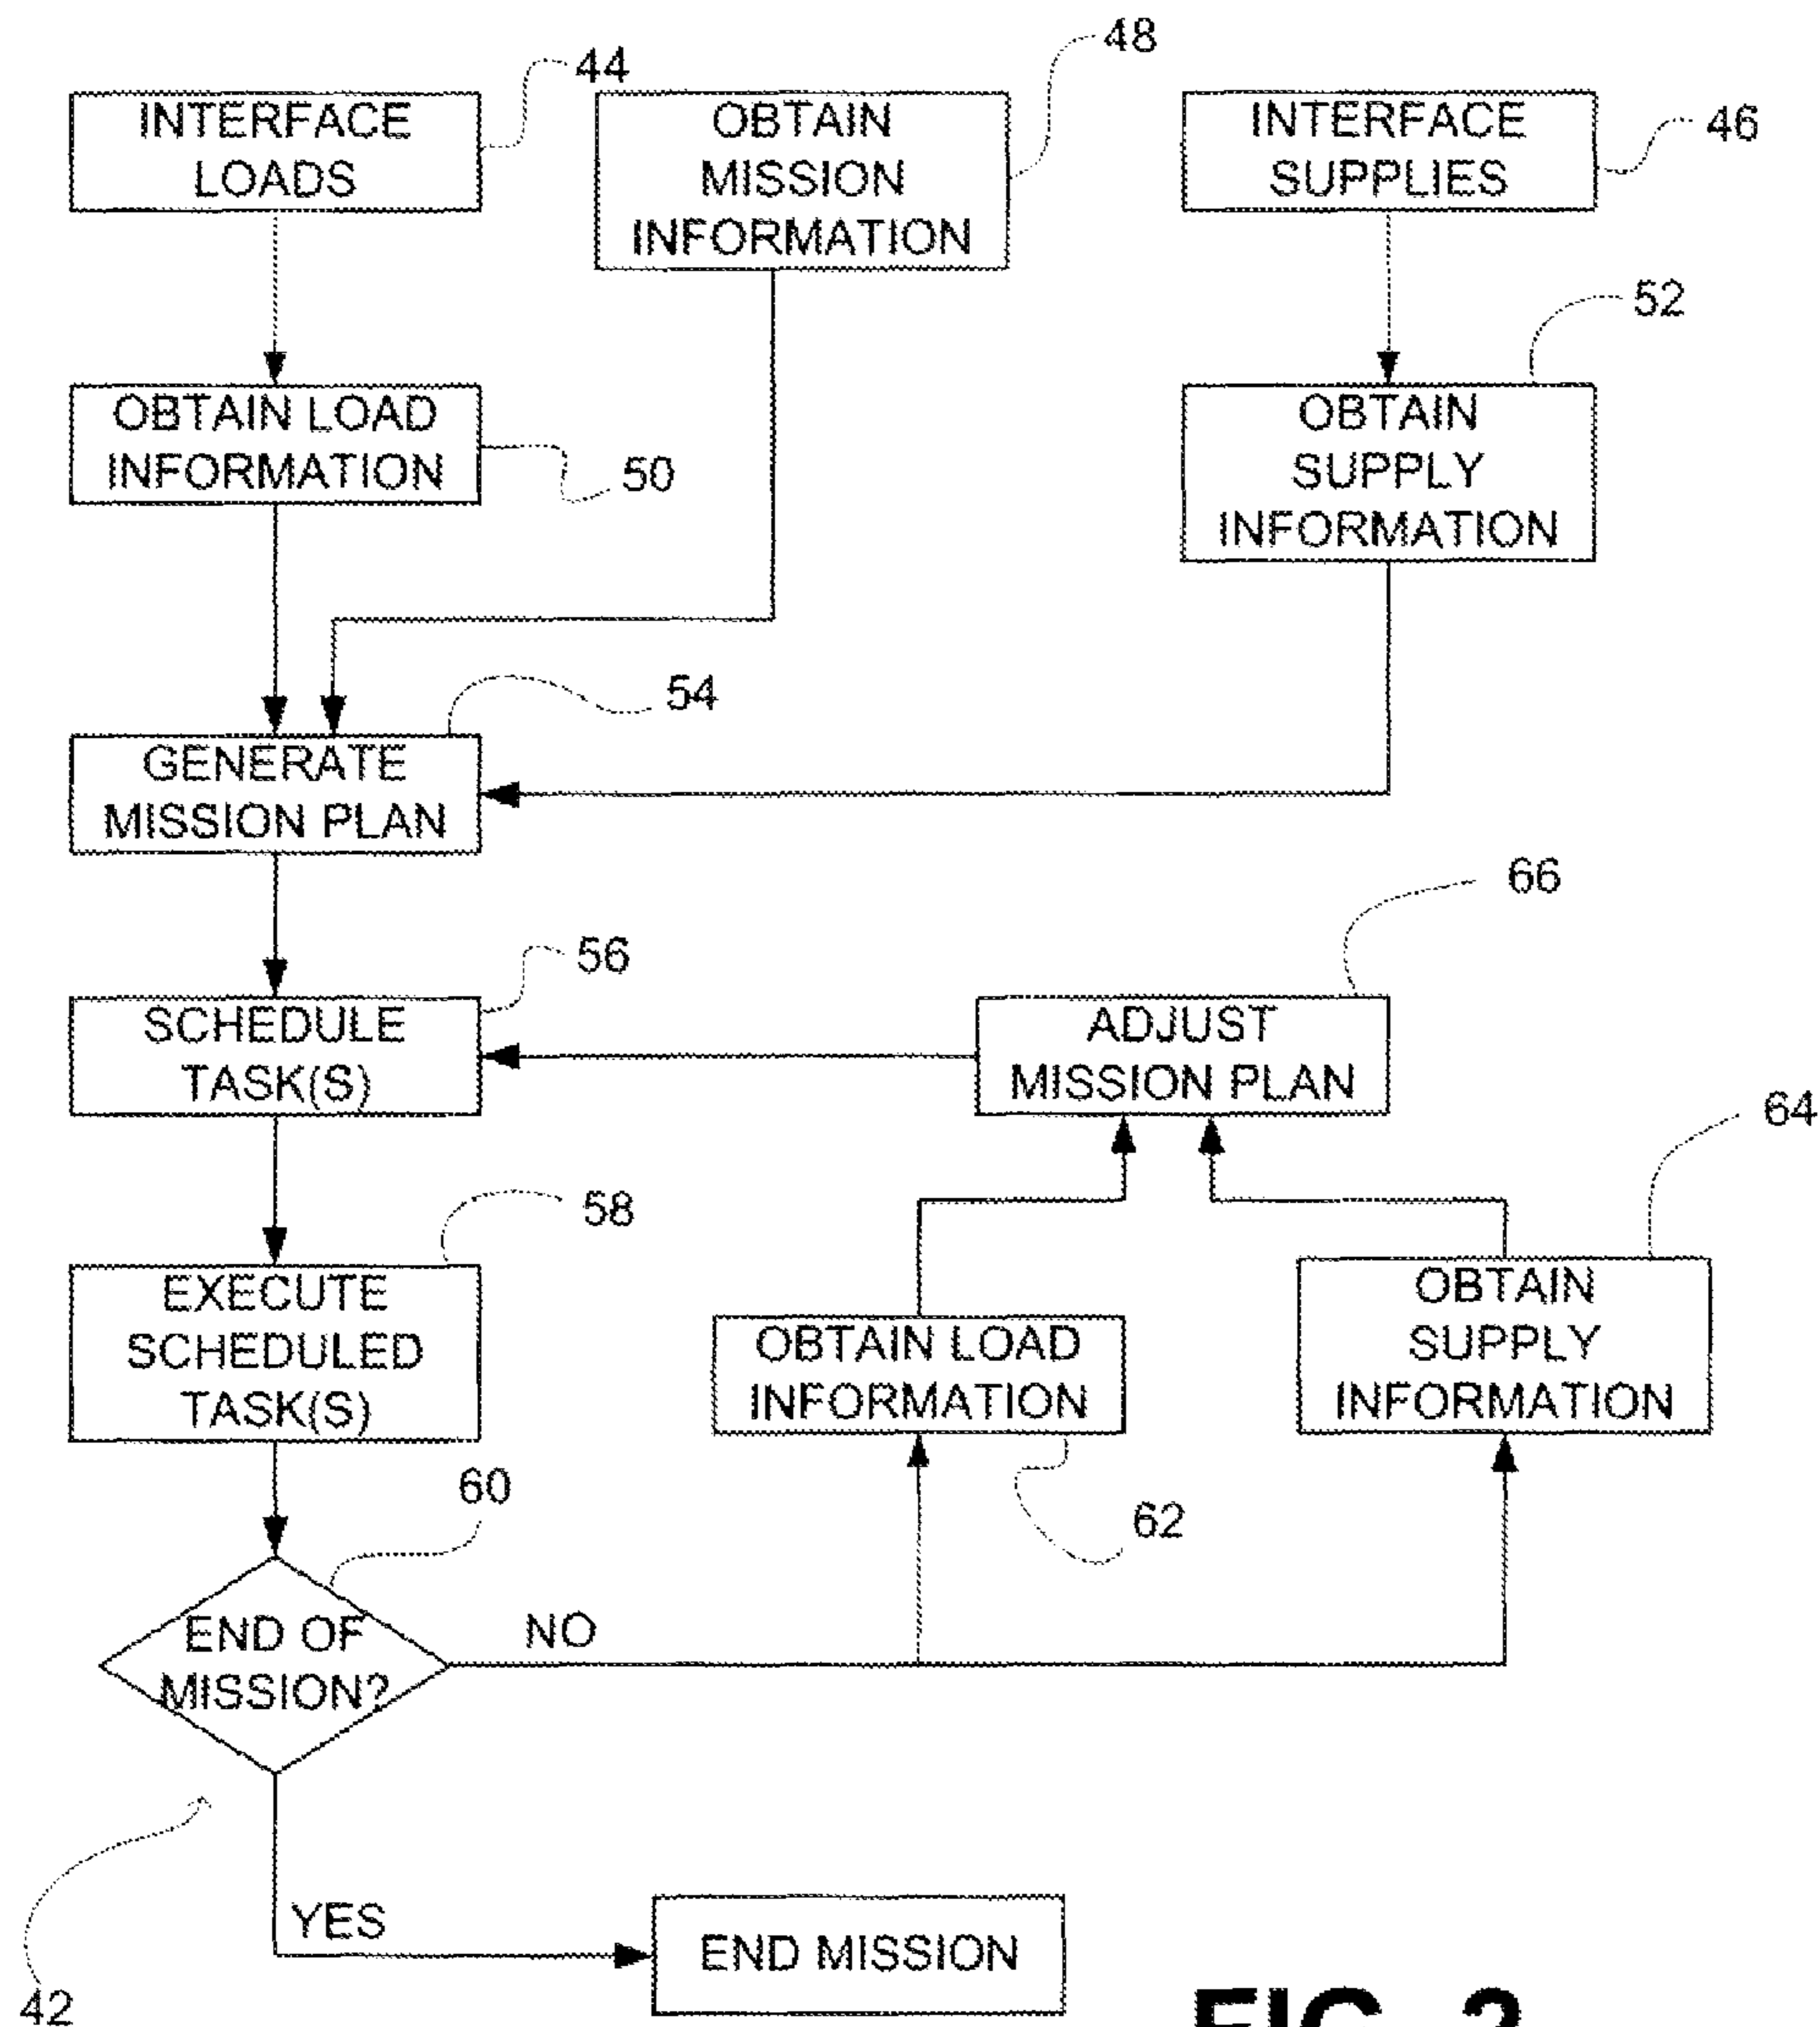 44
48
INTERFACE
LOADS
OBTAIN
MISSION
INFORMATION
INTERFACE
SUPPLIES
46
52
OBTAIN LOAD
INFORMATION
50
OBTAIN
SUPPLY
INFORMATION
54
GENERATE
MISSION PLAN
66
56
SCHEDULE
TASK(S)
ADJUST
MISSION PLAN
64
58
EXECUTE
SCHEDULED
TASK(S)
OBTAIN LOAD
INFORMATION
OBTAIN
SUPPLY
INFORMATION
60
62
END OF
MISSION?
NO
YES
END MISSION
42